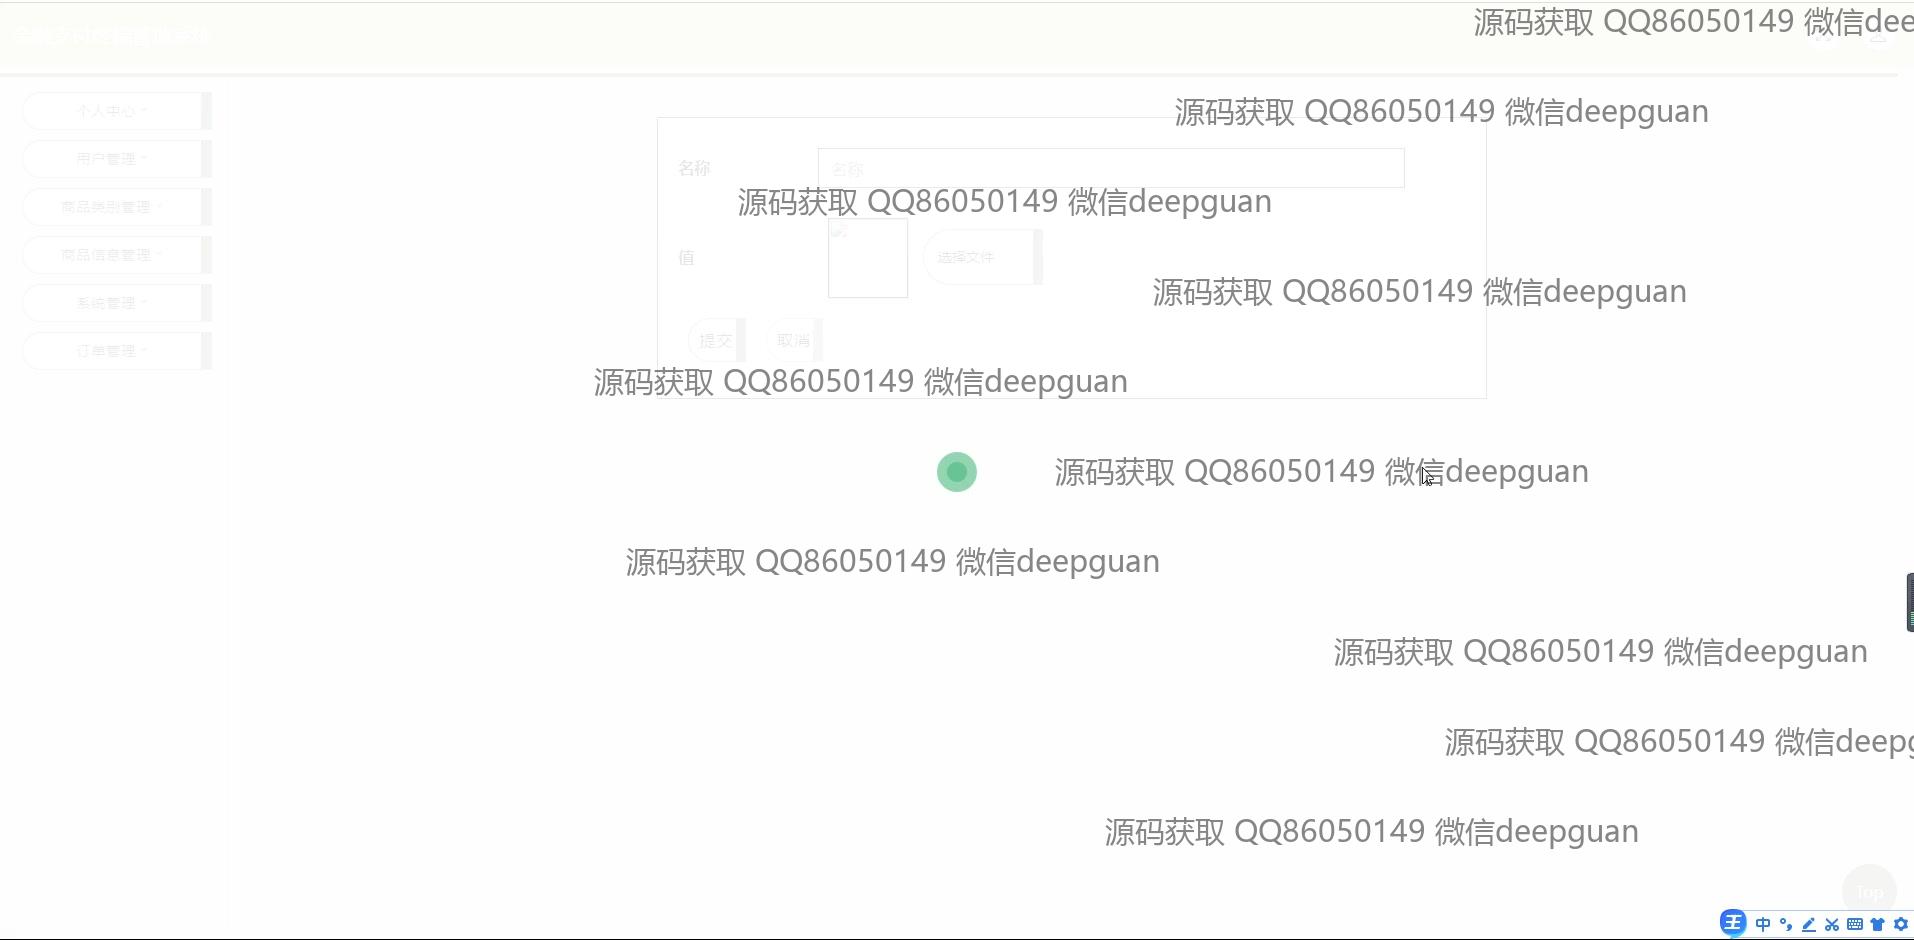 源码获取 QQ86050149 微信dee
个人中心
源码获取 QQ86050149 微信deepguan
用户管理
名称
名称
源码获取 QQ86050149 微信deepguan
商品类别管理
商品信息管理
值
选择文件
源码获取 QQ86050149 微信deepguan
系统管理
提交
取消
订单管理
源码获取 QQ86050149 微信deepguan
源码获取 QQ86050149 微信deepguan
源码获取 QQ86050149 微信deepguan
源码获取 QQ86050149 微信deepguan
源码获取 QQ86050149 微信deep
源码获取 QQ86050149 微信deepguan
Top
王 中